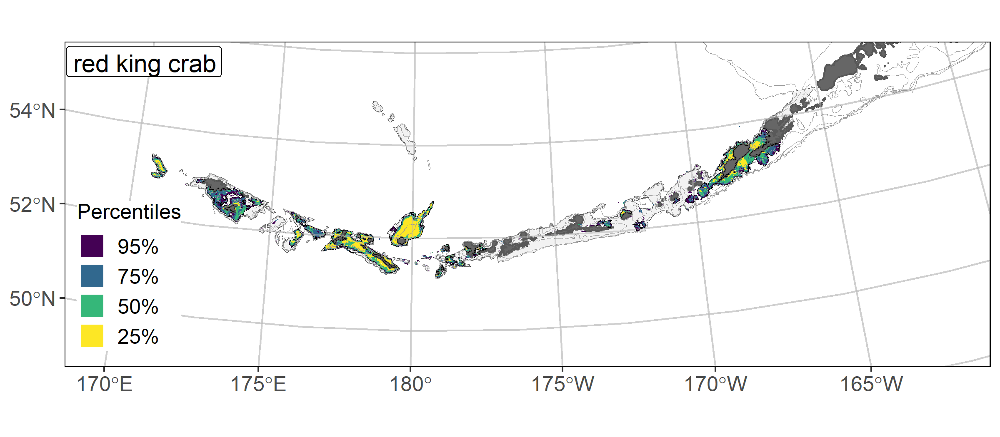 red king crab
54°N
52°N
50°N
Percentiles
95%
75%
50%
25%
170°E
175°E
180°
175°W
170°W
165°W